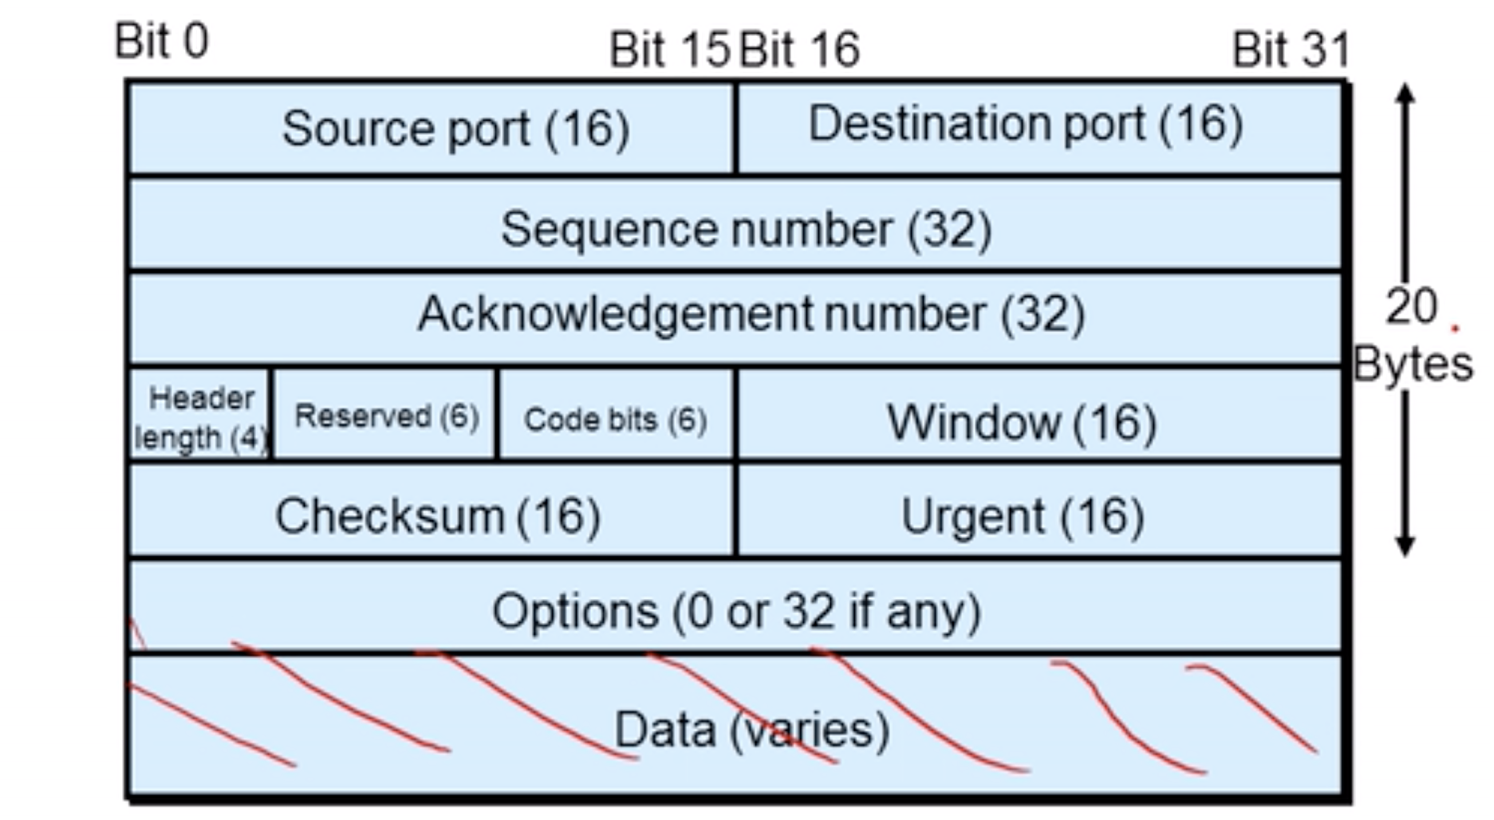 Bit 0 Bit 15 Bit 16 Bit 31
Source port (16) Destination port (16)
Sequence number (32)
Acknowledgement number (32)
20
Bytes
Header
length (4) Reserved (6) Code bits (6) Window (16)
Checksum (16) Urgent (16)
Options (0 or 32 if any)
Data (varies)